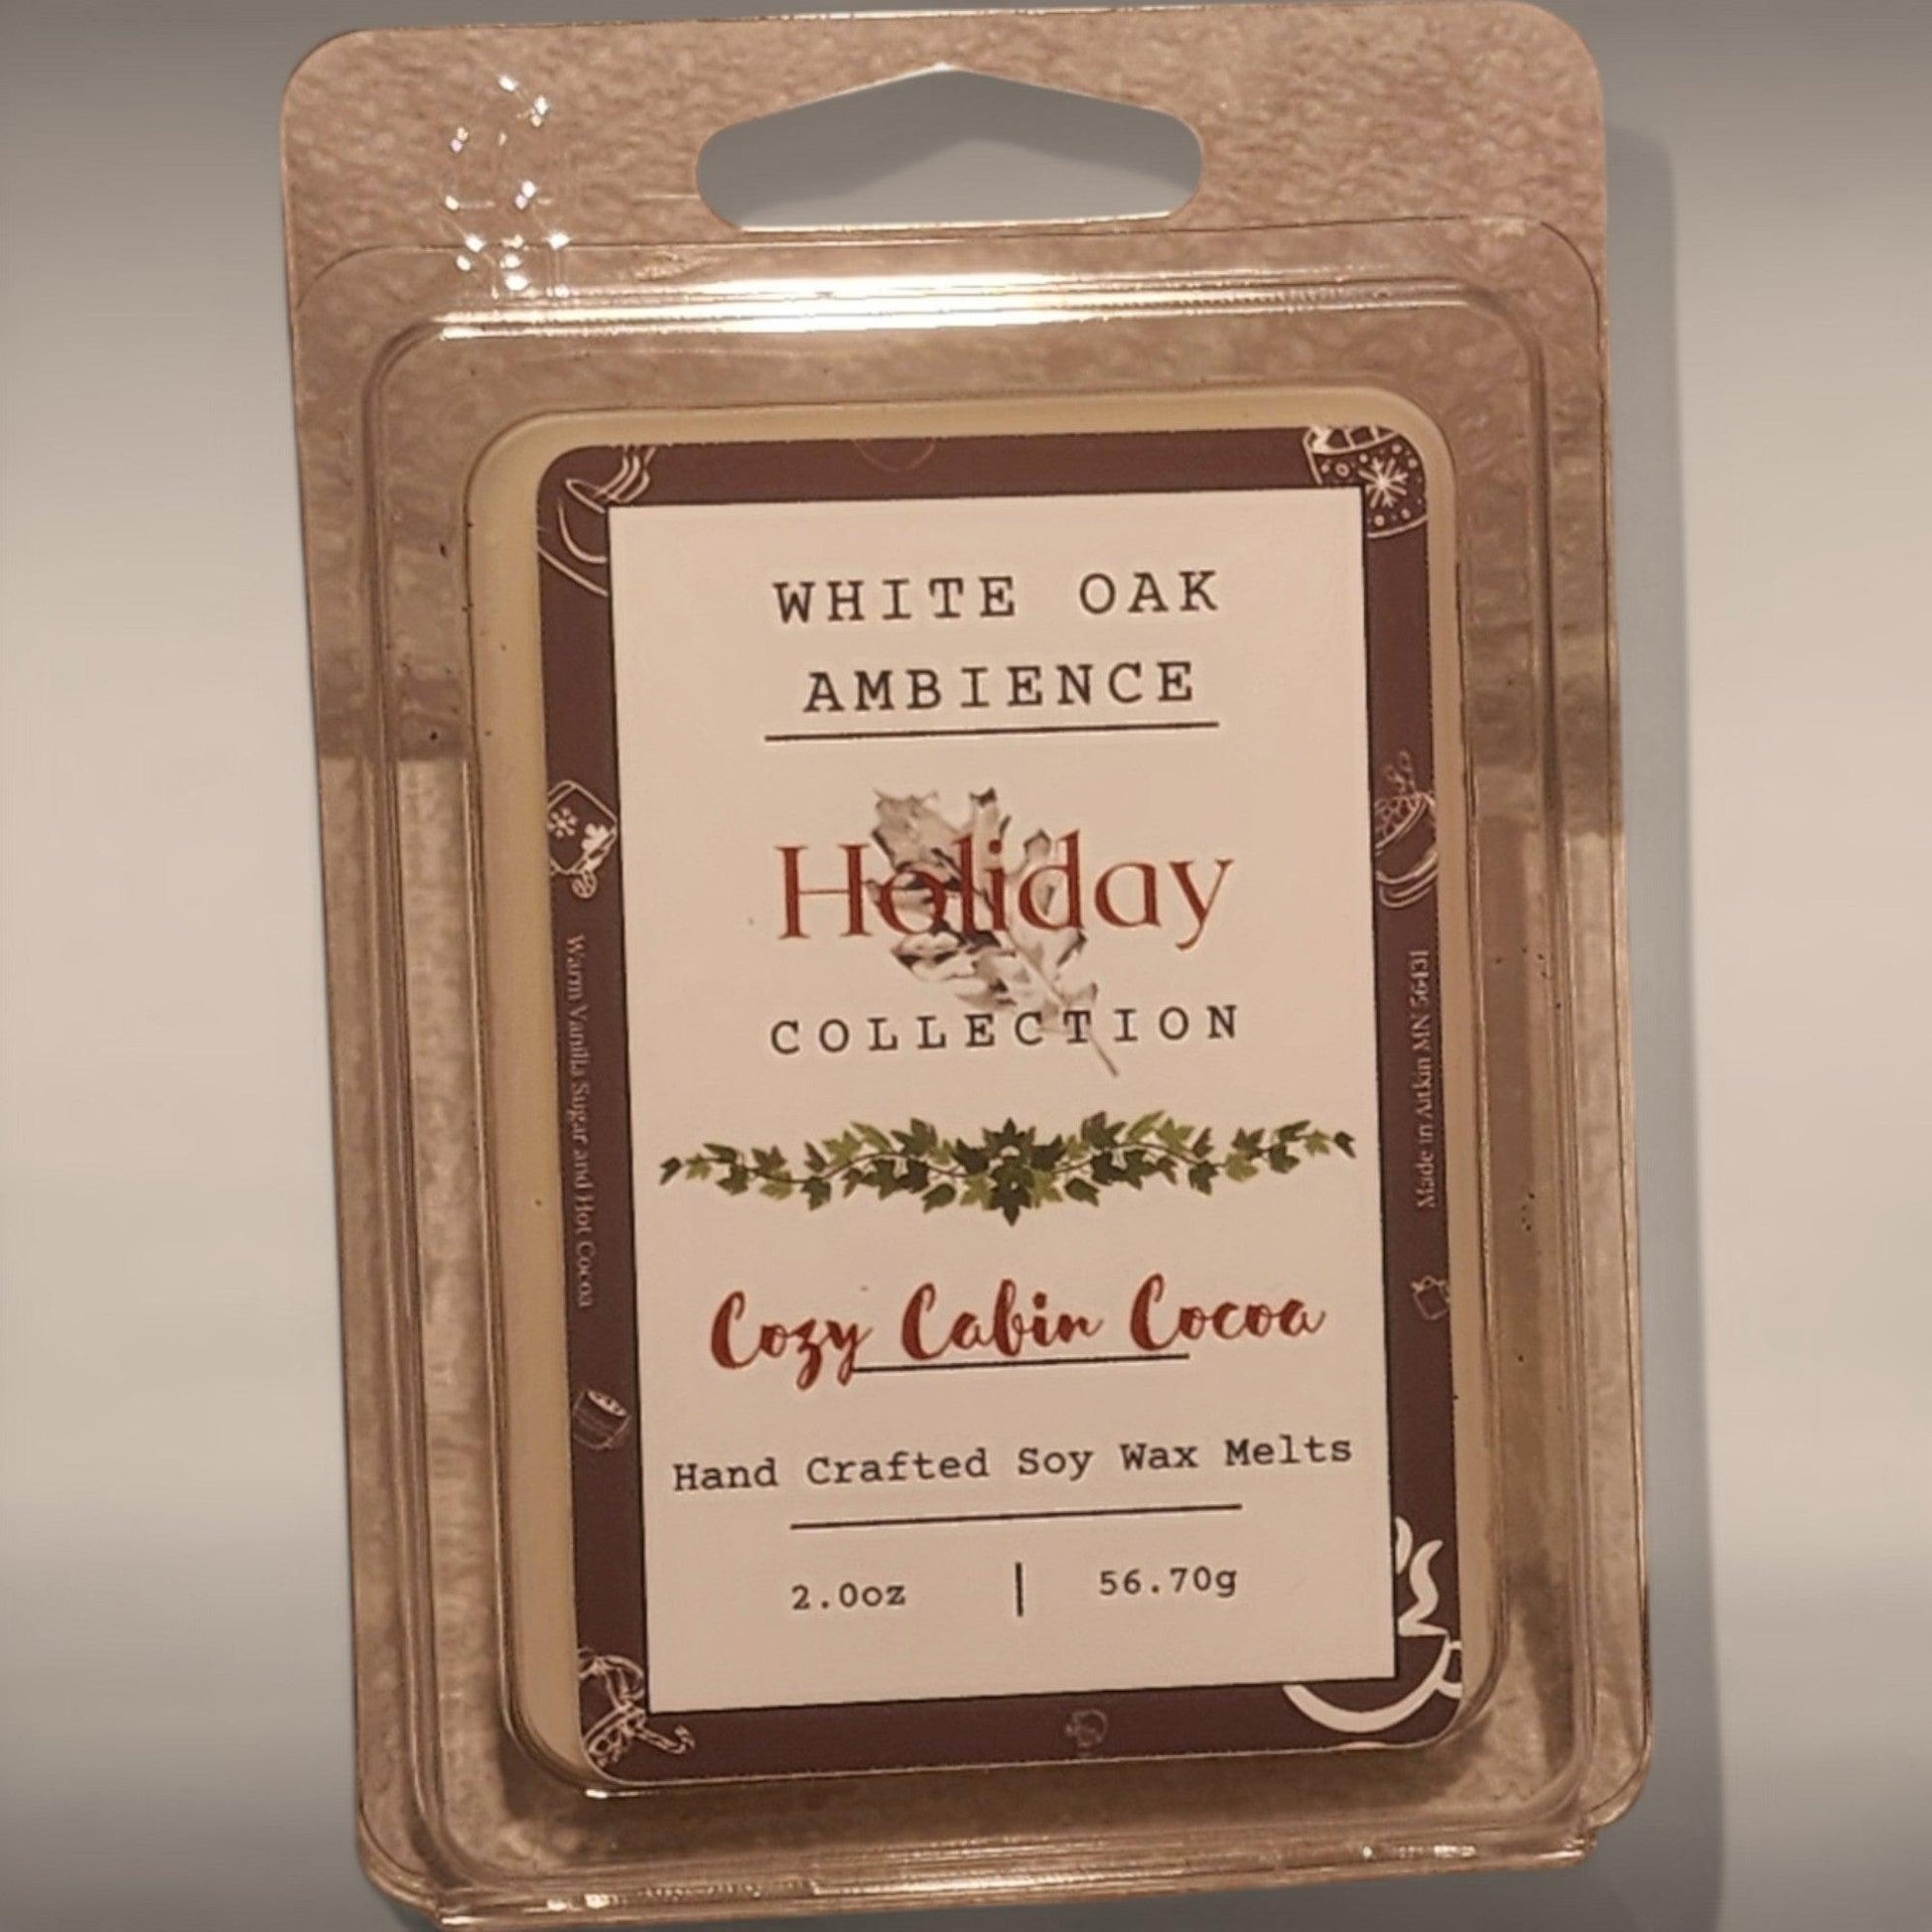 WHITE OAK
AMBIENCE
Holiday
COLLECTION
Warm Vanilla Sugar and Hot Cocoa
Made in Aitkin MN 56431
Cozy Cabin Cocoa
Hand Crafted Soy Wax Melts
2.0oz | 56.70g